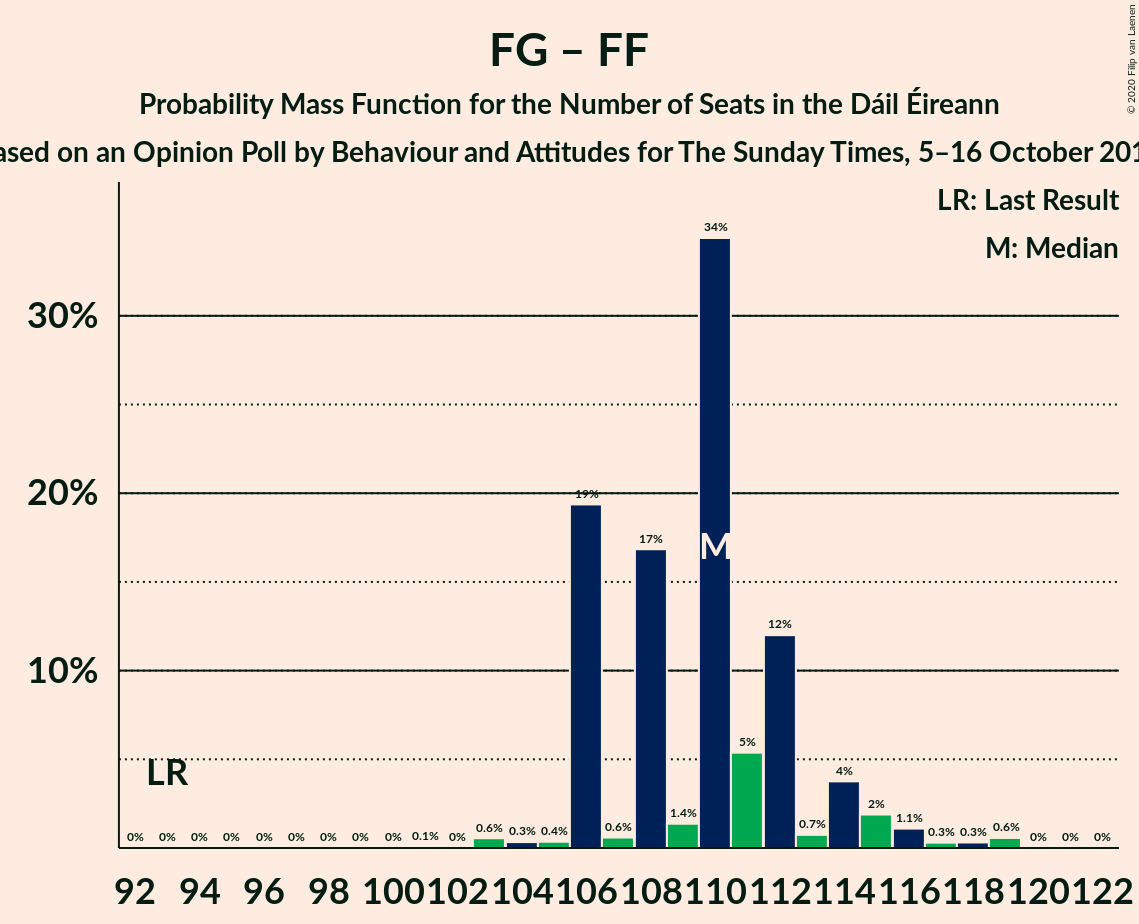 FG – FF
Probability Mass Function for the Number of Seats in the Dáil Éireann
ased on an Opinion Poll by Behaviour and Attitudes for The Sunday Times, 5–16 October 201
© 2020 Filip van Laenen
LR: Last Result
M: Median
30%
20%
10%
0% 0% 0% 0% 0% 0% 0% 0% 0% 0.1% 0% 0.6% 0.3% 0.4% 19% 0.6% 17% 1.4% 34% 5% 12% 0.7% 4% 2% 1.1% 0.3% 0.3% 0.6% 0% 0% 0%
LR
M
92 94 96 98 100 102 104 106 108 110 112 114 116 118 120 122